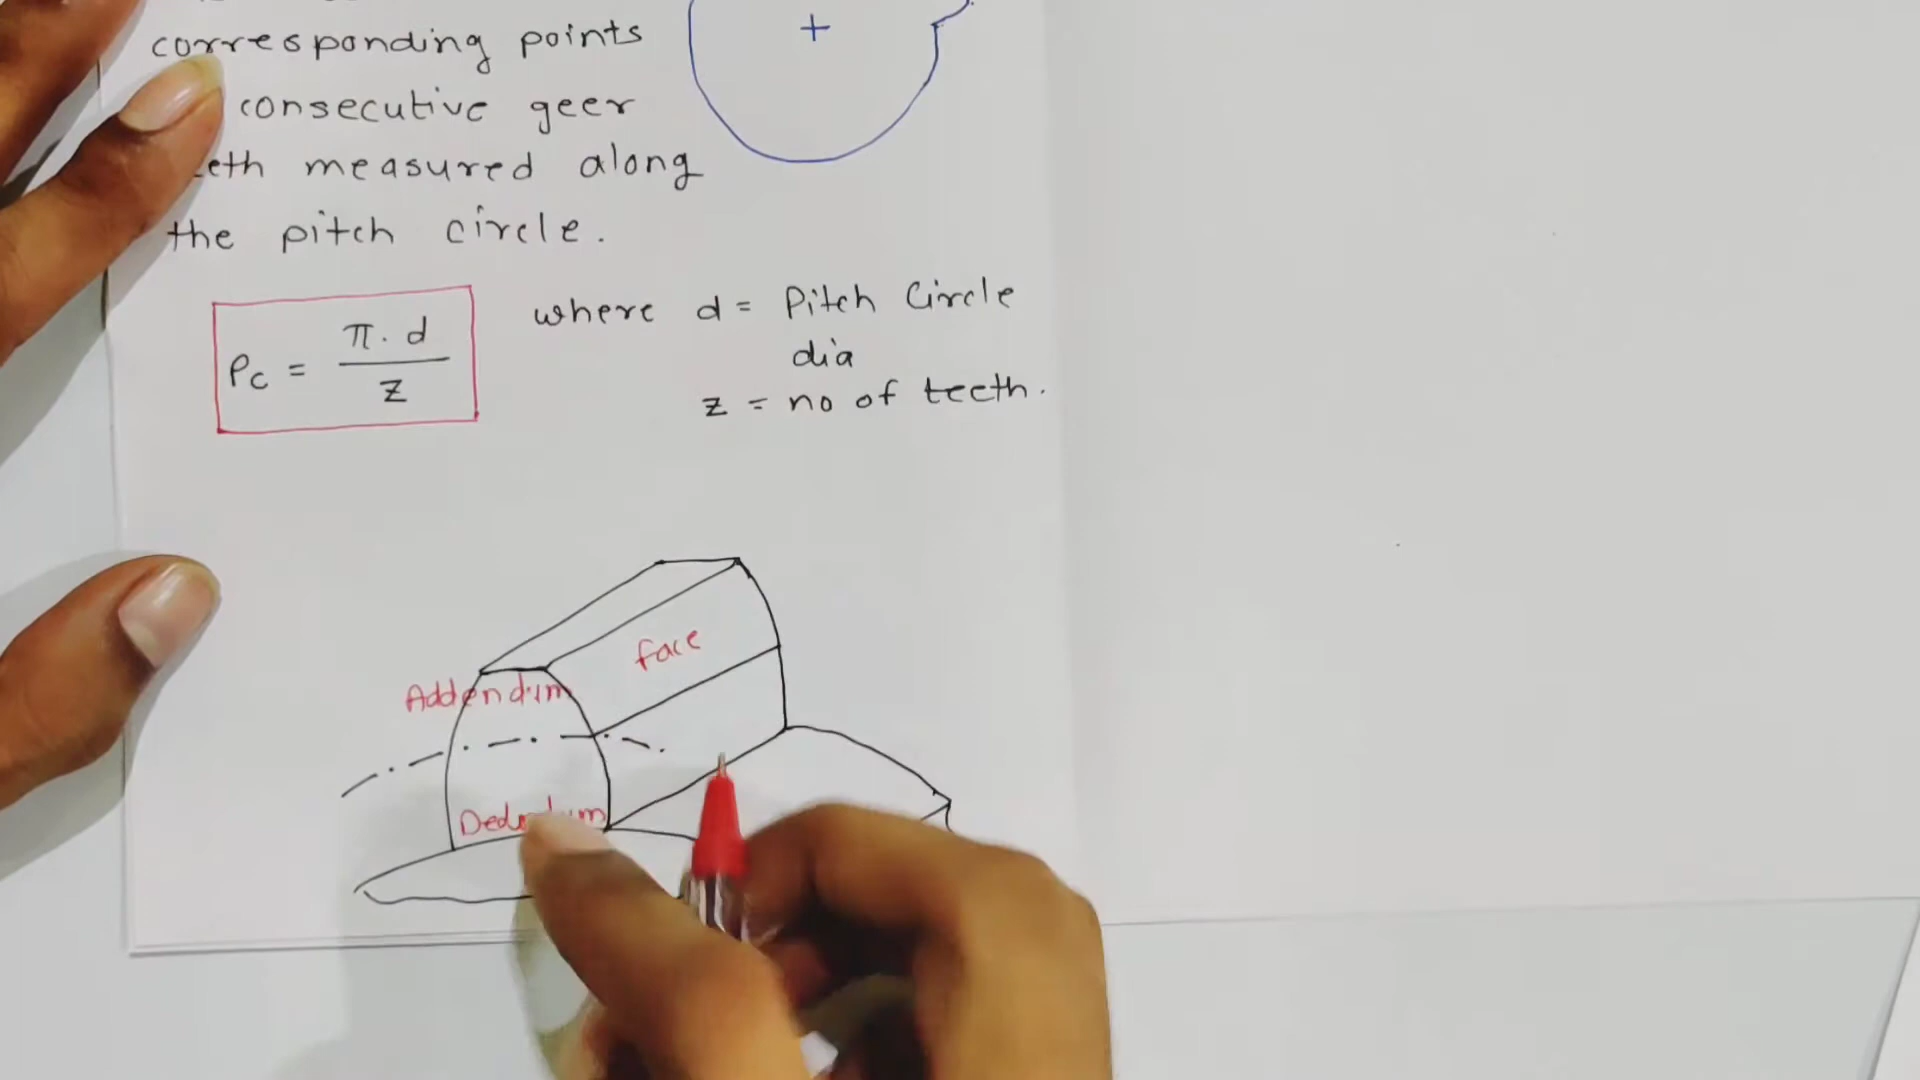 corresponding points
consecutive geer
eth measured along
the pitch circle.
Pc = π. d / z
where d = Pitch Circle
dia
z = no of teeth.
face
Addendum